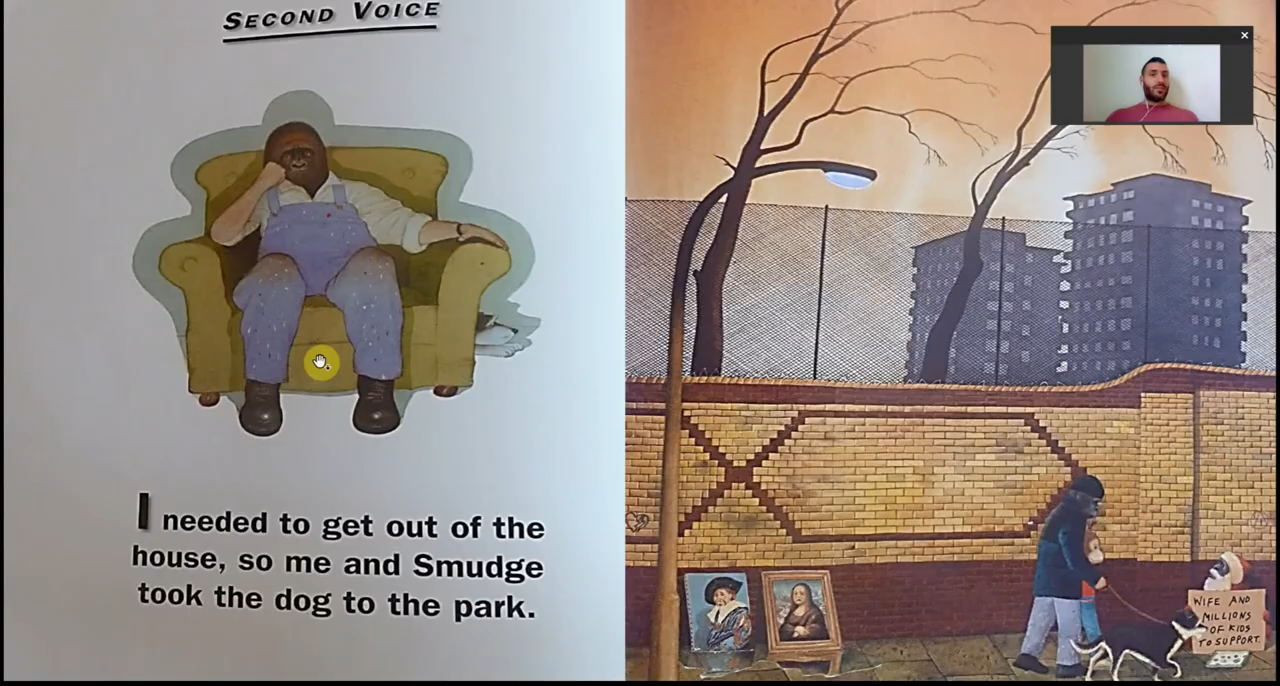 SECOND VOICE
I needed to get out of the
house, so me and Smudge
took the dog to the park.
WIFE AND
MILLIONS
OF KIDS
TO SUPPORT.